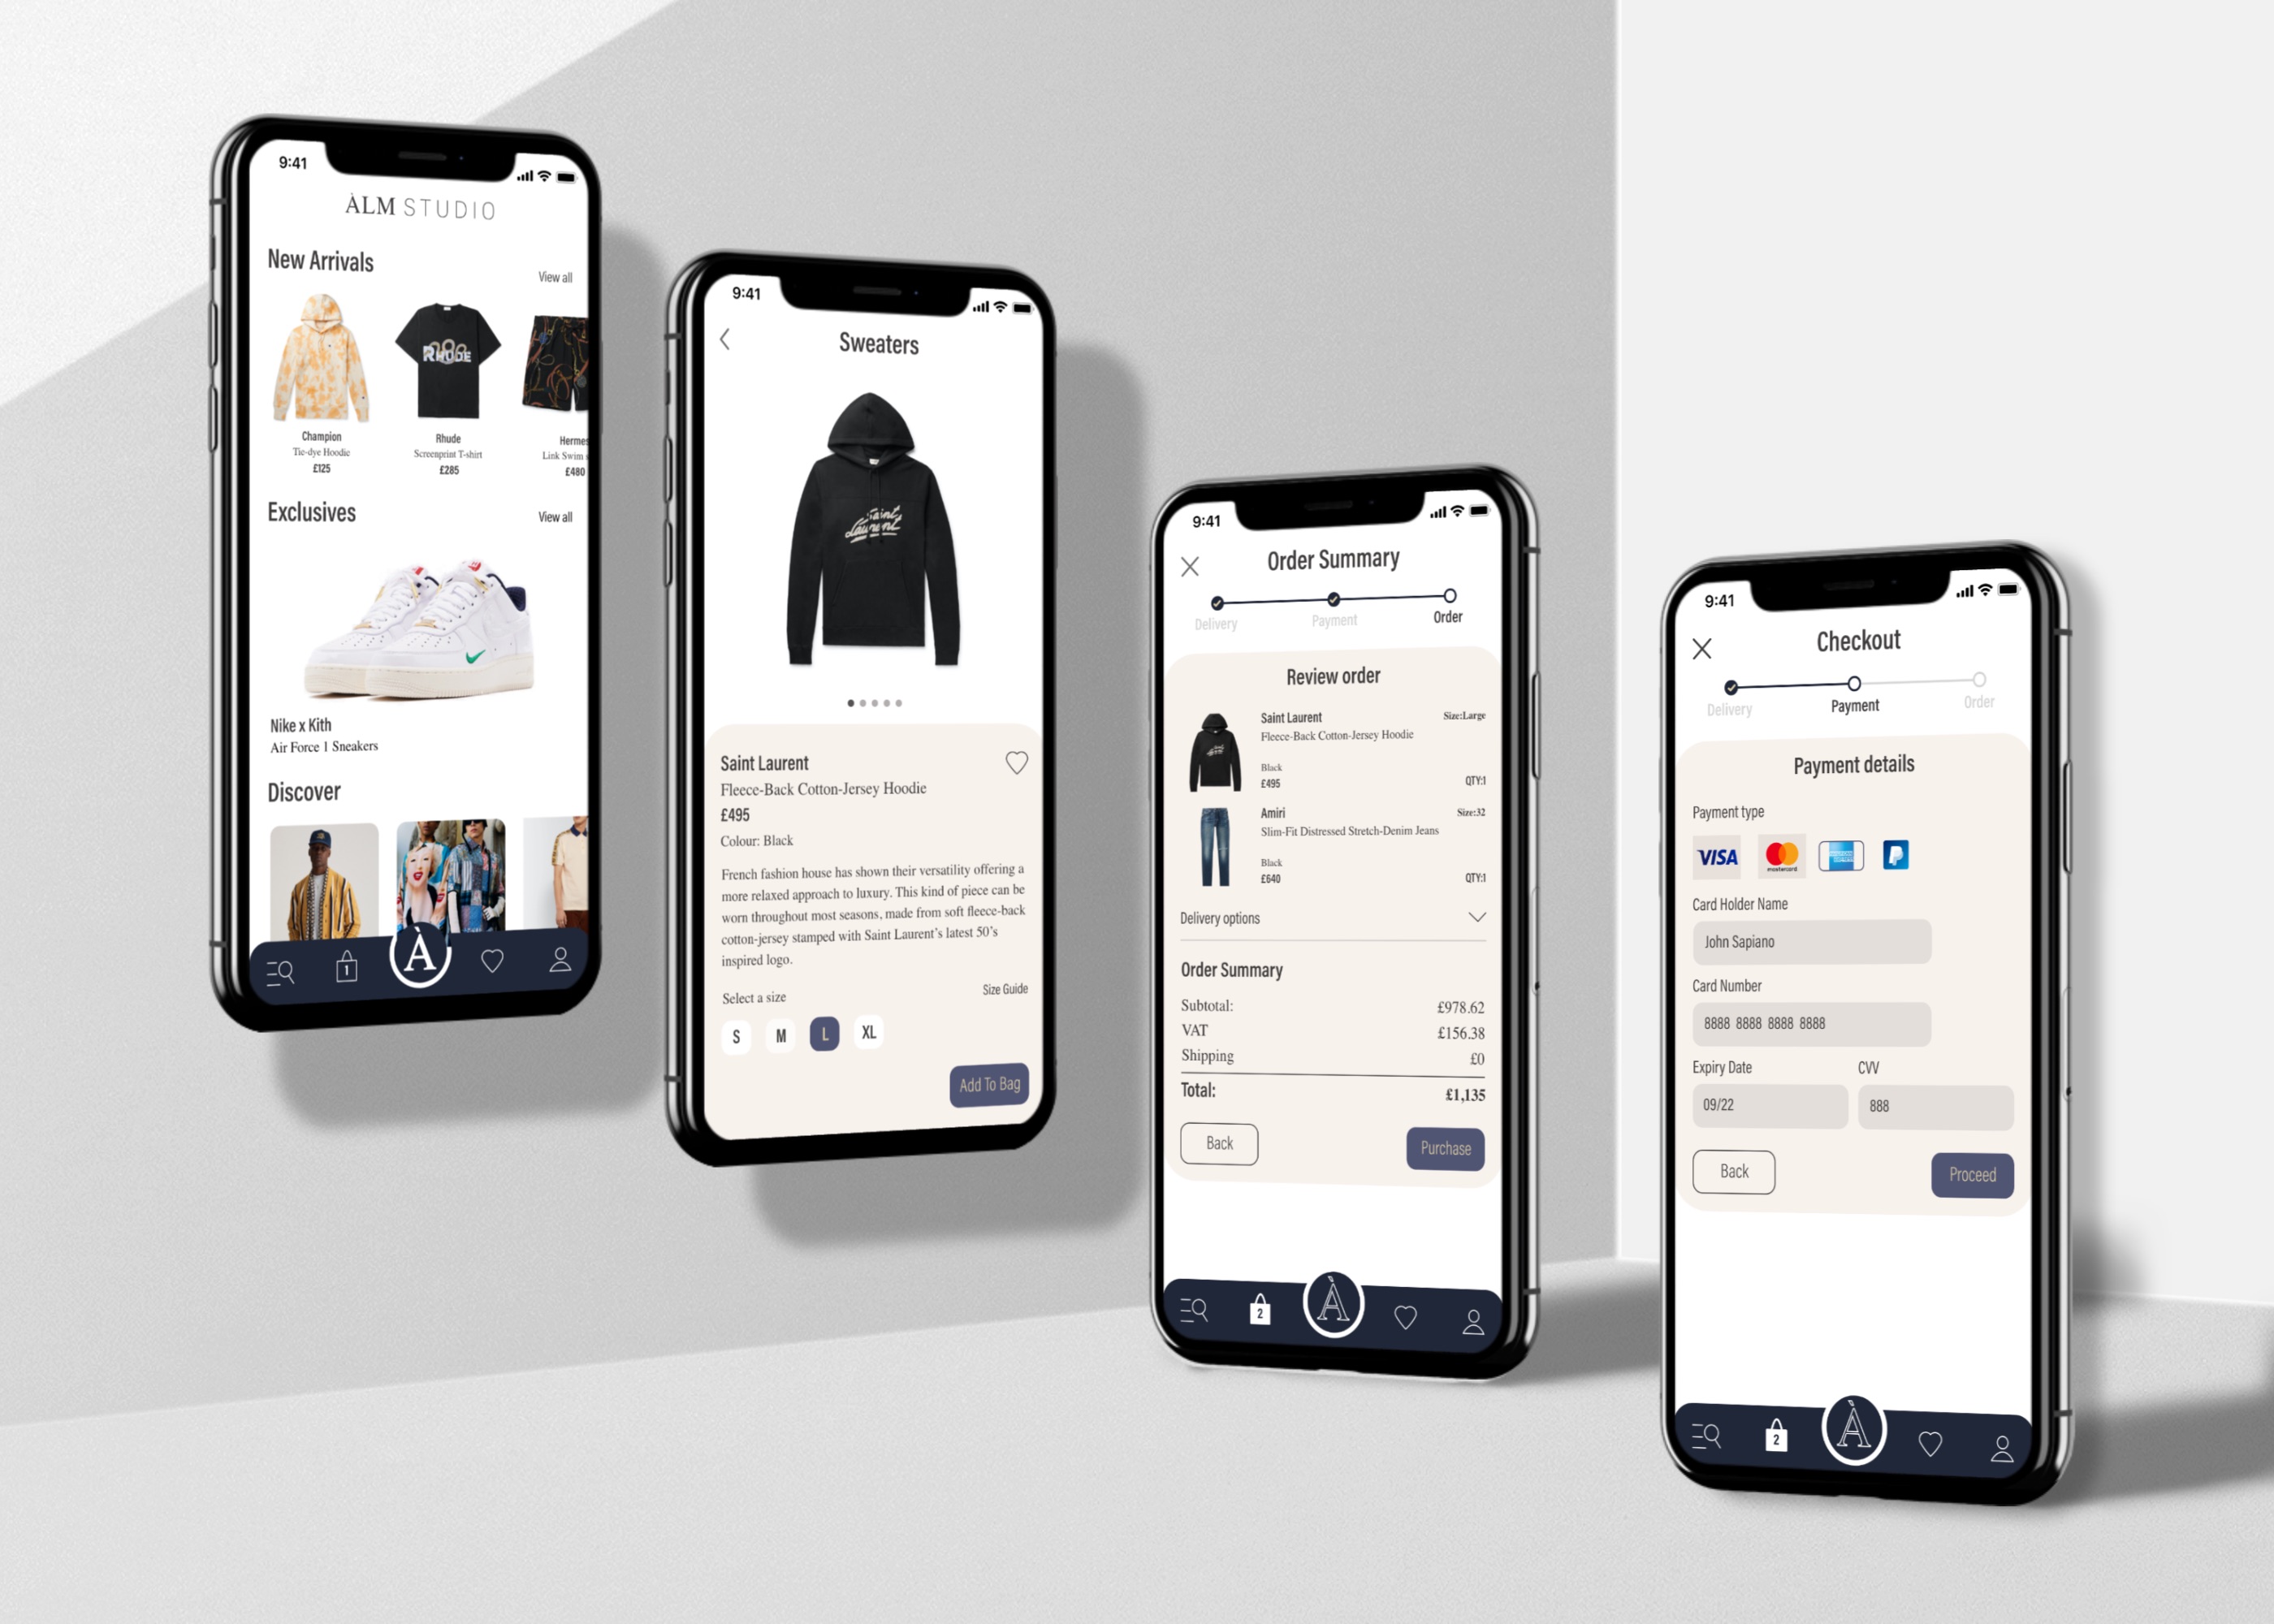 9:41
ÀLM STUDIO
New Arrivals
View all
RHUDE
Champion
Tie-dye Hoodie
£125
Rhude
Screenprint T-shirt
£285
Hermes
Link Swim
£480
Exclusives
View all
Nike x Kith
Air Force 1 Sneakers
Discover
1
À
9:41
Sweaters
Saint
Laurent
Saint Laurent
Fleece-Back Cotton-Jersey Hoodie
£495
Colour: Black
French fashion house has shown their versatility offering a
more relaxed approach to luxury. This kind of piece can be
worn throughout most seasons, made from soft fleece-back
cotton-jersey stamped with Saint Laurent's latest 50's
inspired logo.
Select a size
Size Guide
S M L XL
Add To Bag
9:41
Order Summary
Delivery Payment Order
Review order
Saint Laurent Size:Large
Fleece-Back Cotton-Jersey Hoodie
Black
£495 QTY:1
Amiri Size:32
Slim-Fit Distressed Stretch-Denim Jeans
Black
£640 QTY:1
Delivery options
Order Summary
Subtotal: £978.62
VAT £156.38
Shipping £0
Total: £1,135
Back Purchase
2
À
9:41
Checkout
Delivery Payment Order
Payment details
Payment type
VISA
mastercard
Card Holder Name
John Sapiano
Card Number
8888 8888 8888 8888
Expiry Date CVV
09/22 888
Back Proceed
2
À